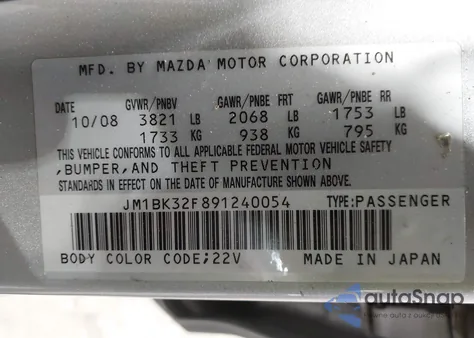 MFD. BY MAZDA MOTOR CORPORATION
DATE GVWR/PNBV GAWR/PNBE FRT GAWR/PNBE RR
10/08 3821 LB 2068 LB 1753 LB
1733 KG 938 KG 795 KG
THIS VEHICLE CONFORMS TO ALL APPLICABLE FEDERAL MOTOR VEHICLE SAFETY
,BUMPER,AND THEFT PREVENTION
STANDARDS IN EFFECT ON THE DATE OF MANUFACTURE SHOWN ABOVE.
JM1BK32F891240054 TYPE:PASSENGER
BODY COLOR CODE;22V MADE IN JAPAN
autoSnap